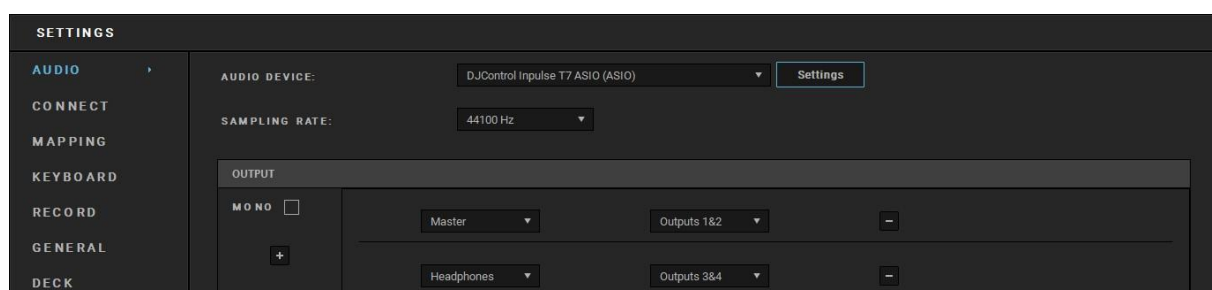 SETTINGS
AUDIO
CONNECT
MAPPING
KEYBOARD
RECORD
GENERAL
DECK
AUDIO DEVICE:
DJControl Inpulse T7 ASIO (ASIO)
Settings
SAMPLING RATE:
44100 Hz
OUTPUT
MONO
+
Master
Outputs 1&2
–
Headphones
Outputs 3&4
–